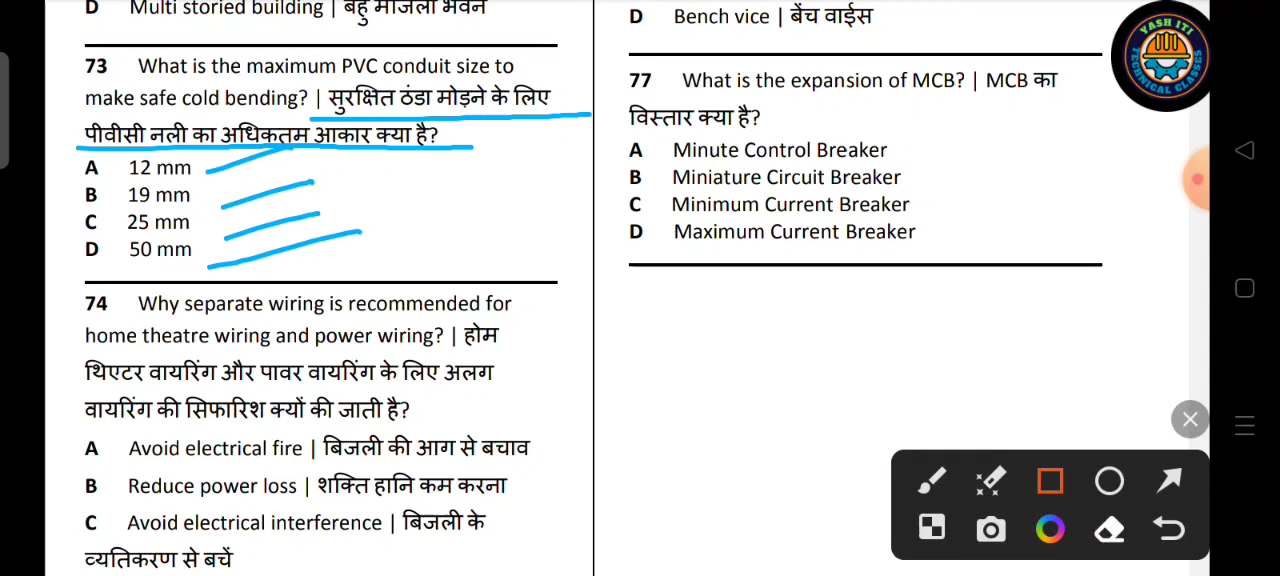 D Multi storied building | बहु मंजिला भवन
73 What is the maximum PVC conduit size to
make safe cold bending? | सुरक्षित ठंडा मोड़ने के लिए
पीवीसी नली का अधिकतम आकार क्या है?
A 12 mm
B 19 mm
C 25 mm
D 50 mm
74 Why separate wiring is recommended for
home theatre wiring and power wiring? | होम
थिएटर वायरिंग और पावर वायरिंग के लिए अलग
वायरिंग की सिफारिश क्यों की जाती है?
A Avoid electrical fire | बिजली की आग से बचाव
B Reduce power loss | शक्ति हानि कम करना
C Avoid electrical interference | बिजली के
व्यतिकरण से बचें
D Bench vice | बेंच वाईस
77 What is the expansion of MCB? | MCB का
विस्तार क्या है?
A Minute Control Breaker
B Miniature Circuit Breaker
C Minimum Current Breaker
D Maximum Current Breaker
YASH ITI
TECHNICAL CLASSES